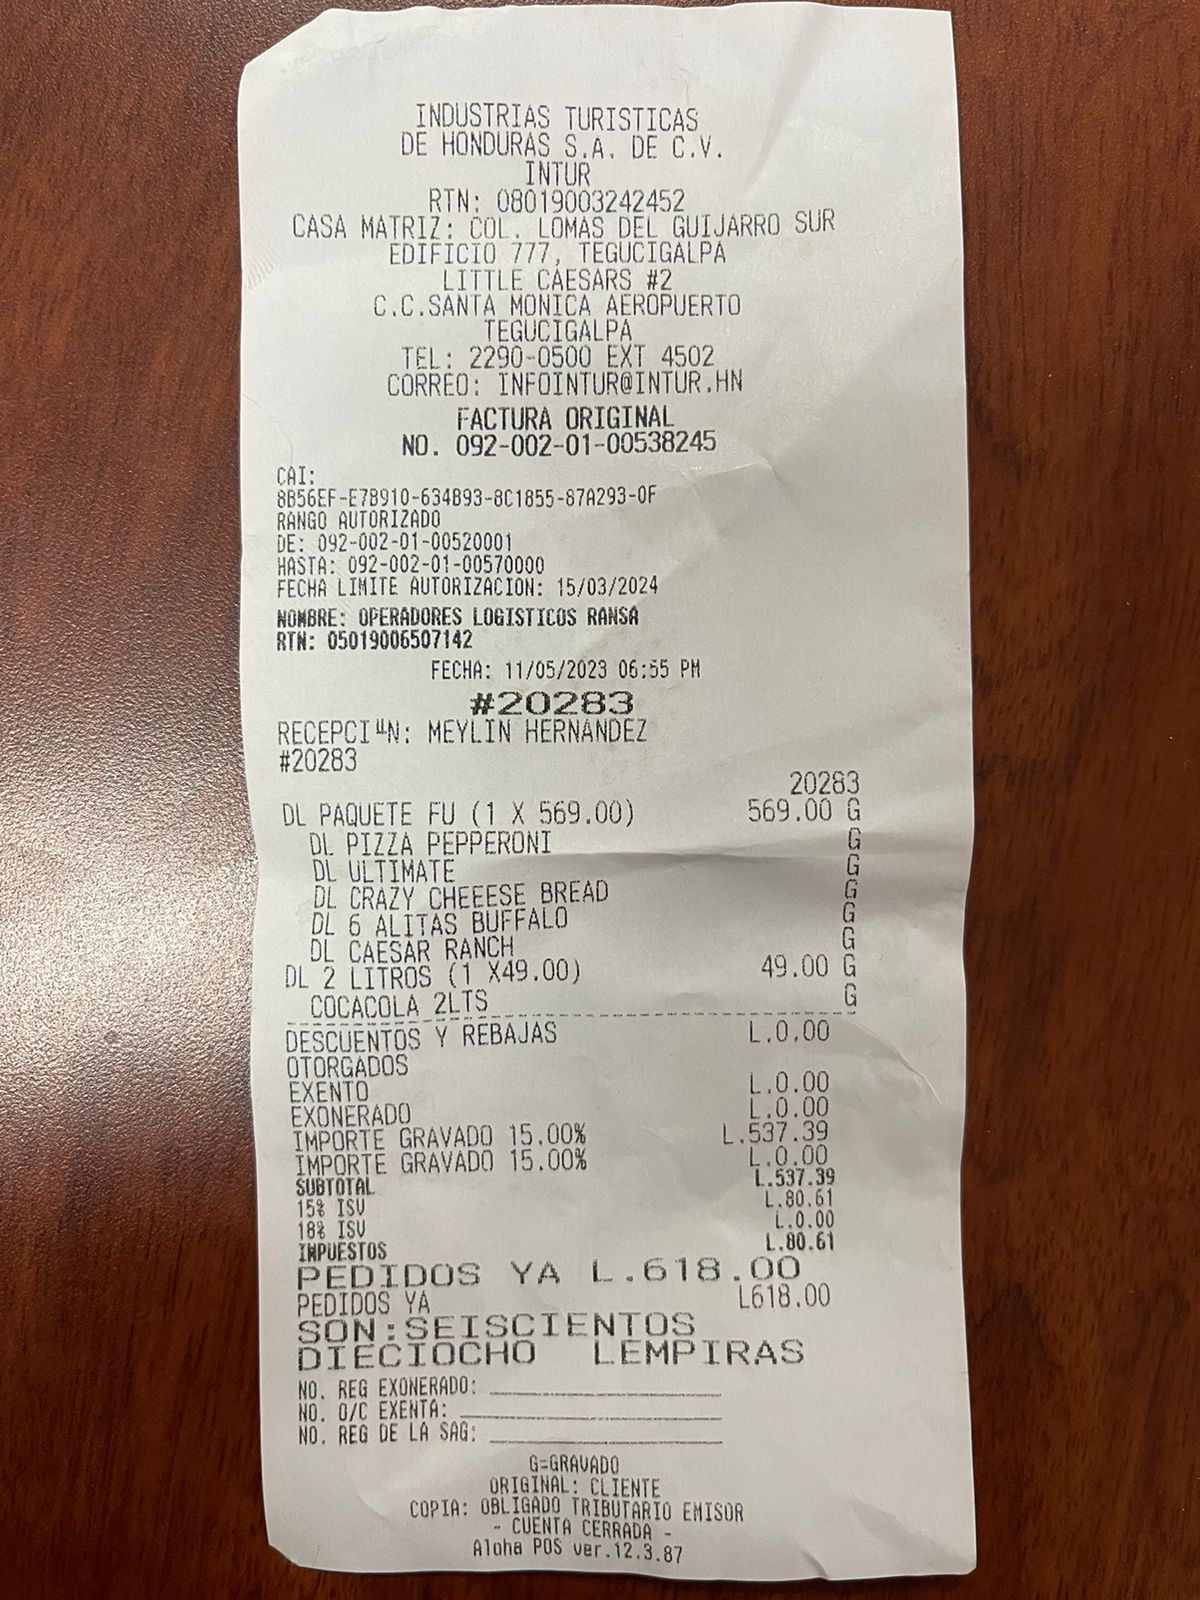 INDUSTRIAS TURISTICAS
DE HONDURAS S.A. DE C.V.
INTUR
RTN: 08019003242452
CASA MATRIZ: COL. LOMAS DEL GUIJARRO SUR
EDIFICIO 777, TEGUCIGALPA
LITTLE CAESARS #2
C.C.SANTA MONICA AEROPUERTO
TEGUCIGALPA
TEL: 2290-0500 EXT 4502
CORREO: INFOINTUR@INTUR.HN
FACTURA ORIGINAL
NO. 092-002-01-00538245
CAI:
8B56EF-E78910-634B93-8C1855-87A293-0F
RANGO AUTORIZADO
DE: 092-002-01-00520001
HASTA: 092-002-01-00570000
FECHA LIMITE AUTORIZACION: 15/03/2024
NOMBRE: OPERADORES LOGISTICOS RANSA
RTN: 05019006507142
FECHA: 11/05/2023 06:55 PM
#20283
RECEPCI╨N: MEYLIN HERNANDEZ
#20283
20283
DL PAQUETE FU (1 X 569.00) 569.00 G
DL PIZZA PEPPERONI G
DL ULTIMATE G
DL CRAZY CHEEESE BREAD G
DL 6 ALITAS BUFFALO G
DL CAESAR RANCH G
DL 2 LITROS (1 X49.00) 49.00 G
COCACOLA 2LTS G
DESCUENTOS Y REBAJAS L.0.00
OTORGADOS
EXENTO L.0.00
EXONERADO L.0.00
IMPORTE GRAVADO 15.00% L.537.39
IMPORTE GRAVADO 15.00% L.0.00
SUBTOTAL L.537.39
15% ISV L.80.61
18% ISV L.0.00
IMPUESTOS L.80.61
PEDIDOS YA L.618.00
PEDIDOS YA L618.00
SON:SEISCIENTOS
DIECIOCHO LEMPIRAS
NO. REG EXONERADO:
NO. O/C EXENTA:
NO. REG DE LA SAG:
G=GRAVADO
ORIGINAL: CLIENTE
COPIA: OBLIGADO TRIBUTARIO EMISOR
- CUENTA CERRADA -
Aloha POS ver.12.3.87